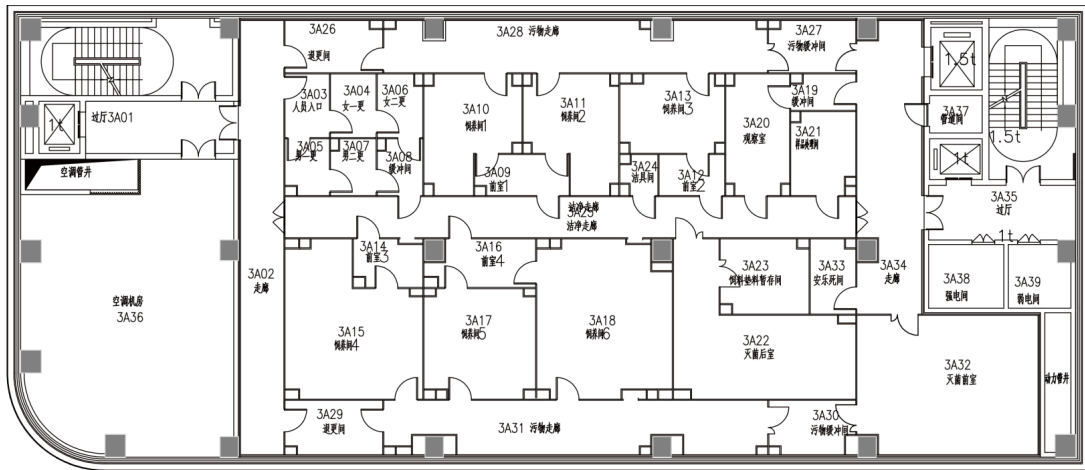 3A26
退更间
3A28 污物走廊
3A27
污物缓冲间
1.5t
3A03
人员入口
3A04
女一更
3A06
女二更
3A10
饲养间1
3A11
饲养间2
3A13
饲养间3
3A19
缓冲间
3A20
观察室
3A21
样品处理间
3A37
管道间
1.5t
1t
过厅3A01
3A05
男一更
3A07
男二更
3A08
缓冲间
3A09
前室1
3A24
洁具间
3A12
前室2
1t
空调管井
洁净走廊
3A25
洁净走廊
3A35
过厅
1t
3A02
走廊
3A14
前室3
3A16
前室4
3A23
饲料垫料暂存间
3A33
安乐死间
3A34
走廊
3A38
强电间
3A39
弱电间
空调机房
3A36
3A15
饲养间4
3A17
饲养间5
3A18
饲养间6
3A22
灭菌后室
3A32
灭菌前室
动力管井
3A29
退更间
3A31 污物走廊
3A30
污物缓冲间